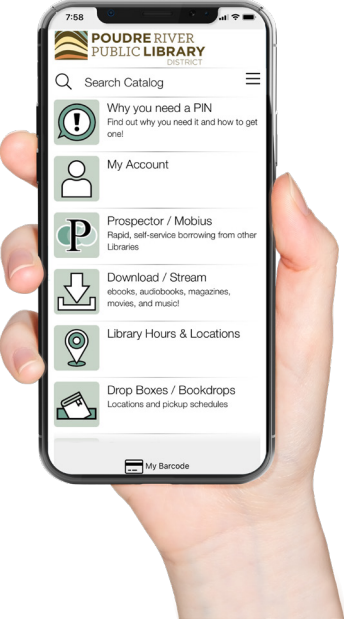 7:58
POUDRE RIVER
PUBLIC LIBRARY
DISTRICT
Search Catalog
Why you need a PIN
Find out why you need it and how to get
one!
My Account
P
Prospector / Mobius
Rapid, self-service borrowing from other
Libraries
Download / Stream
ebooks, audiobooks, magazines,
movies, and music!
Library Hours & Locations
Drop Boxes / Bookdrops
Locations and pickup schedules
My Barcode